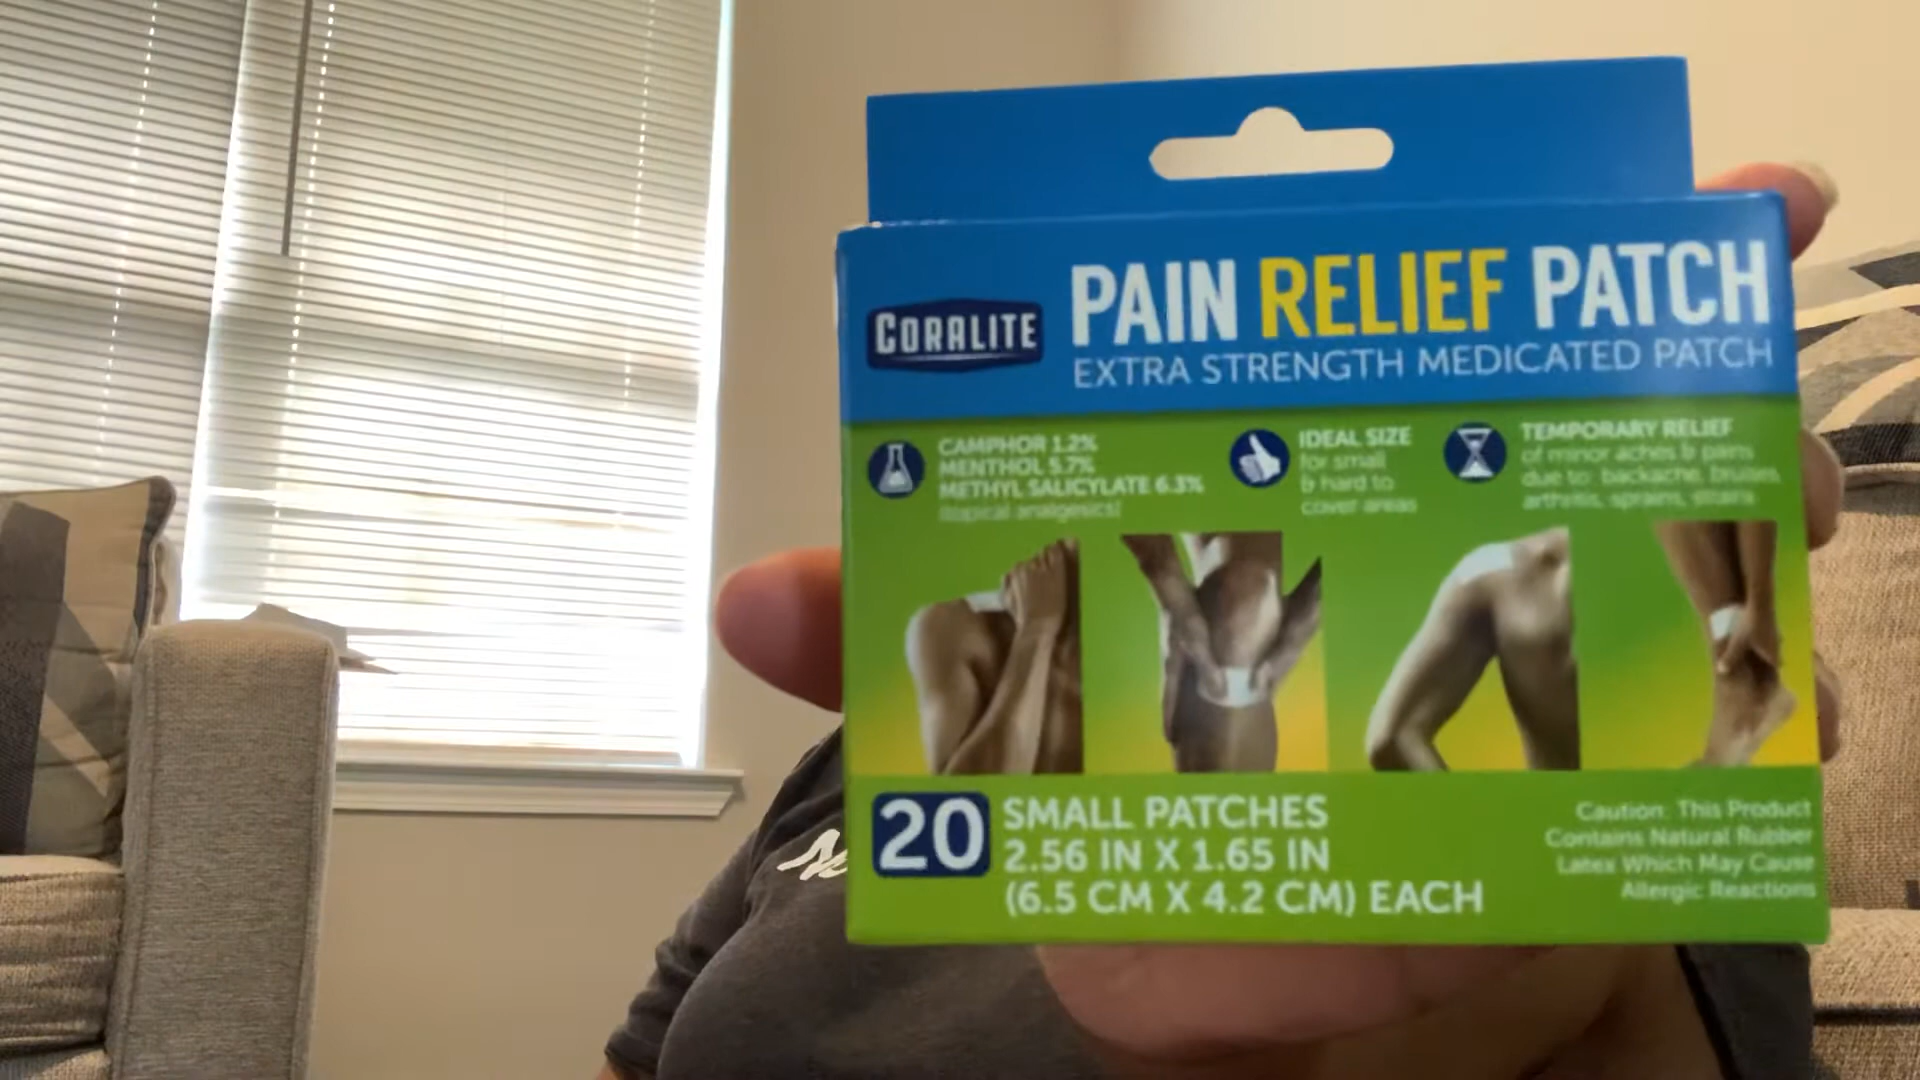 CORALITE
PAIN RELIEF PATCH
EXTRA STRENGTH MEDICATED PATCH
CAMPHOR 1.2%
MENTHOL 5.7%
METHYL SALICYLATE 6.3%
(topical analgesics)
IDEAL SIZE
for small
& hard to
cover areas
TEMPORARY RELIEF
of minor aches & pains
due to: backache, bruises,
arthritis, sprains, strains
20
SMALL PATCHES
2.56 IN X 1.65 IN
(6.5 CM X 4.2 CM) EACH
Caution: This Product
Contains Natural Rubber
Latex Which May Cause
Allergic Reactions